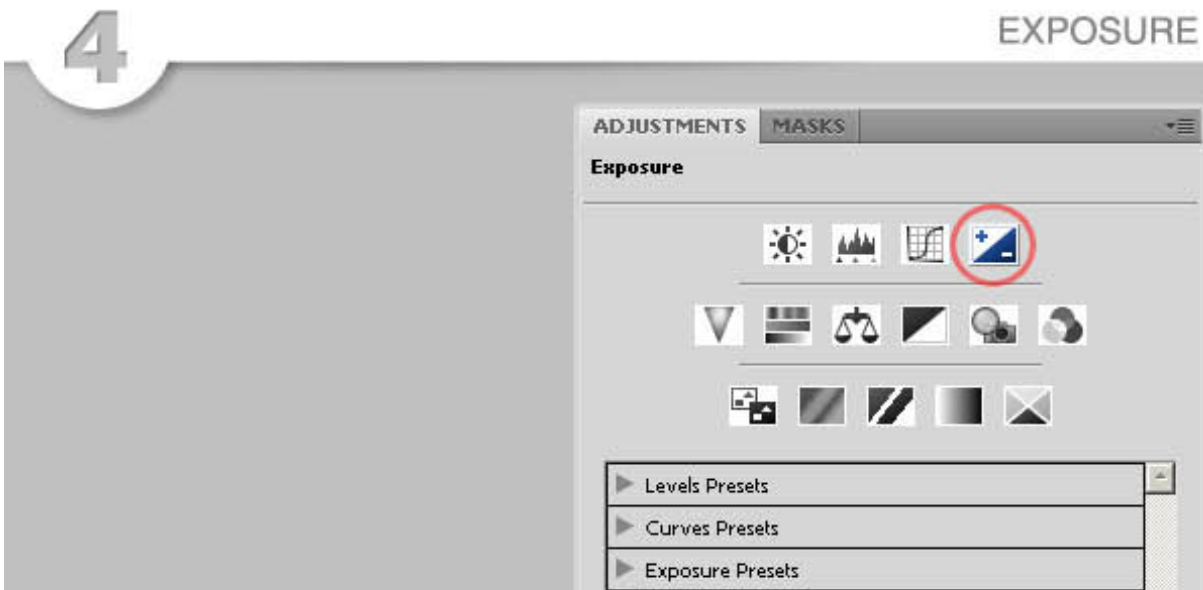 4
EXPOSURE
ADJUSTMENTS MASKS
Exposure
Levels Presets
Curves Presets
Exposure Presets